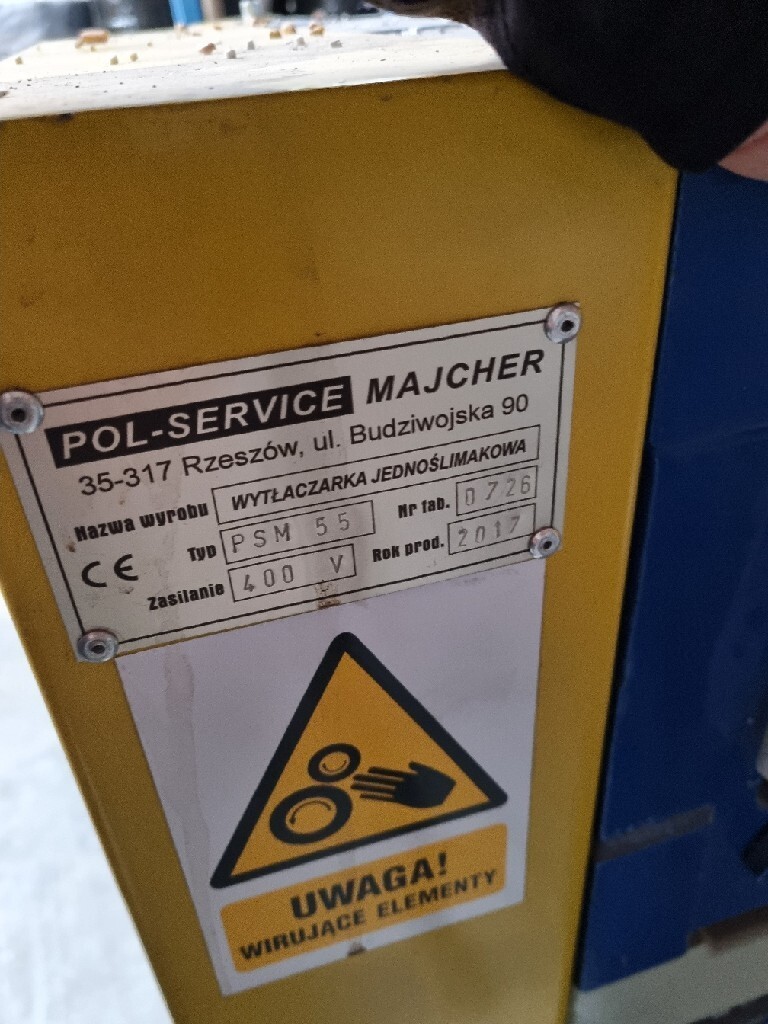 POL-SERVICE MAJCHER
35-317 Rzeszów, ul. Budziwojska 90
Nazwa wyrobu WYTŁACZARKA JEDNOŚLIMAKOWA
CE Typ PSM 55 Nr fab. 0726
Zasilanie 400 V Rok prod. 2017
UWAGA!
WIRUJĄCE ELEMENTY